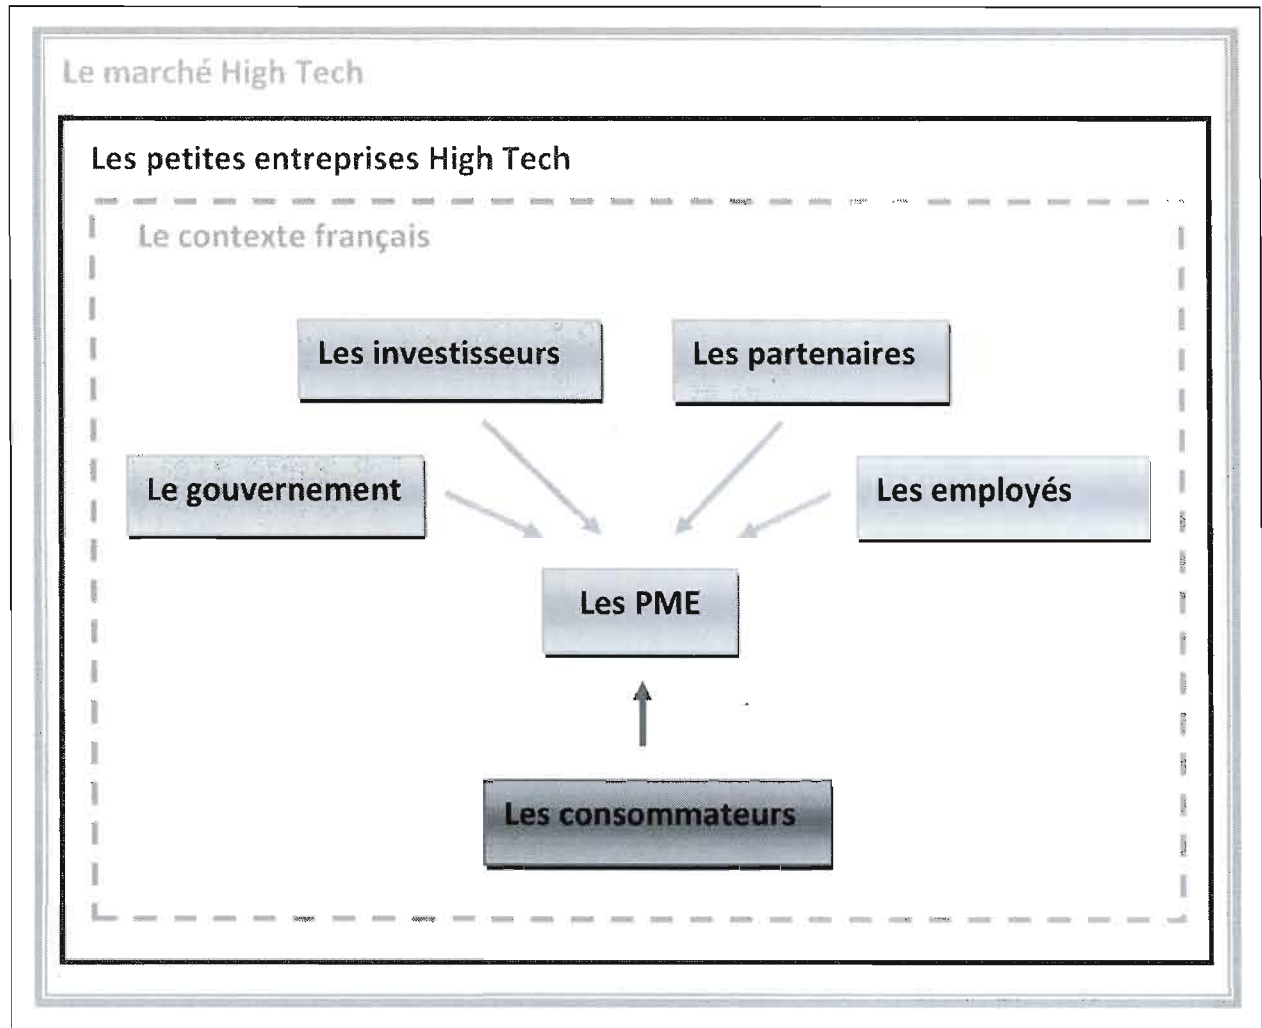 Le marché High Tech
Les petites entreprises High Tech
Le contexte français
Les investisseurs
Les partenaires
Le gouvernement
Les employés
Les PME
Les consommateurs